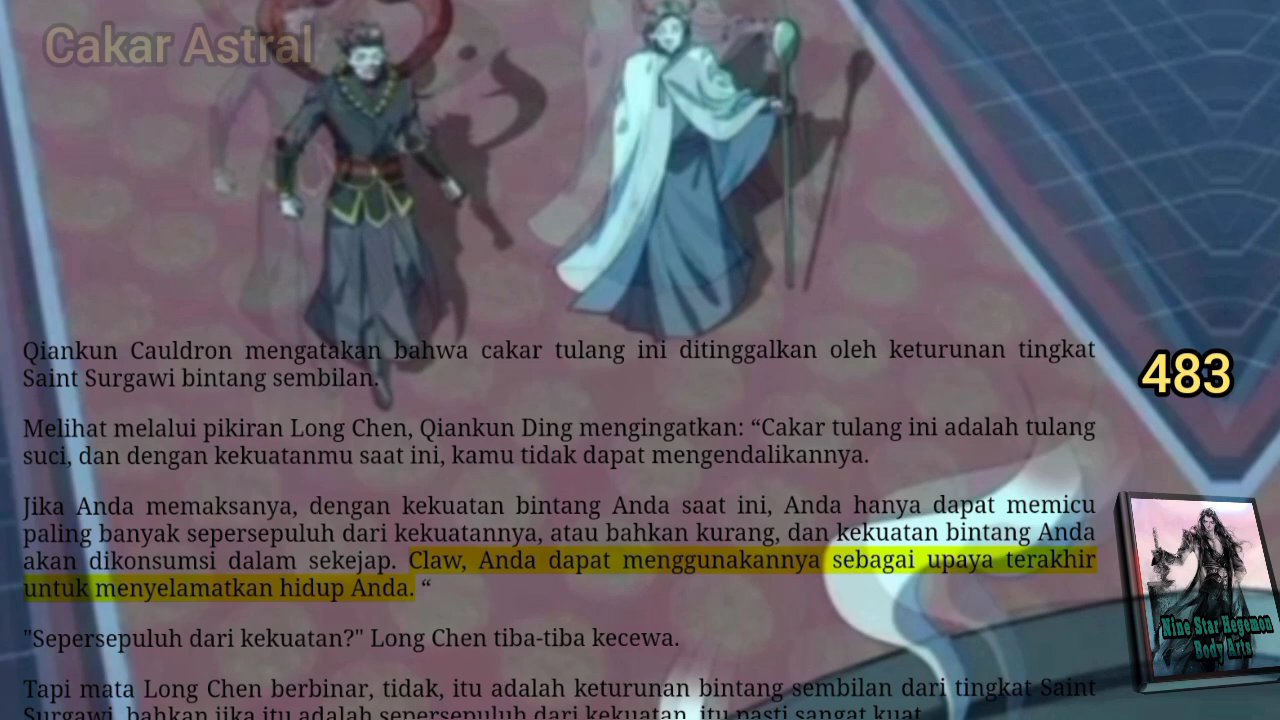 Cakar Astral
Qiankun Cauldron mengatakan bahwa cakar tulang ini ditinggalkan oleh keturunan tingkat
Saint Surgawi bintang sembilan.
483
Melihat melalui pikiran Long Chen, Qiankun Ding mengingatkan: “Cakar tulang ini adalah tulang
suci, dan dengan kekuatanmu saat ini, kamu tidak dapat mengendalikannya.
Jika Anda memaksanya, dengan kekuatan bintang Anda saat ini, Anda hanya dapat memicu
paling banyak sepersepuluh dari kekuatannya, atau bahkan kurang, dan kekuatan bintang Anda
akan dikonsumsi dalam sekejap. Claw, Anda dapat menggunakannya sebagai upaya terakhir
untuk menyelamatkan hidup Anda. “
"Sepersepuluh dari kekuatan?" Long Chen tiba-tiba kecewa.
Nine Star Hegemon
Body Arts
Tapi mata Long Chen berbinar, tidak, itu adalah keturunan bintang sembilan dari tingkat Saint
Surgawi, bahkan jika itu adalah sepersepuluh dari kekuatan, itu pasti sangat kuat.